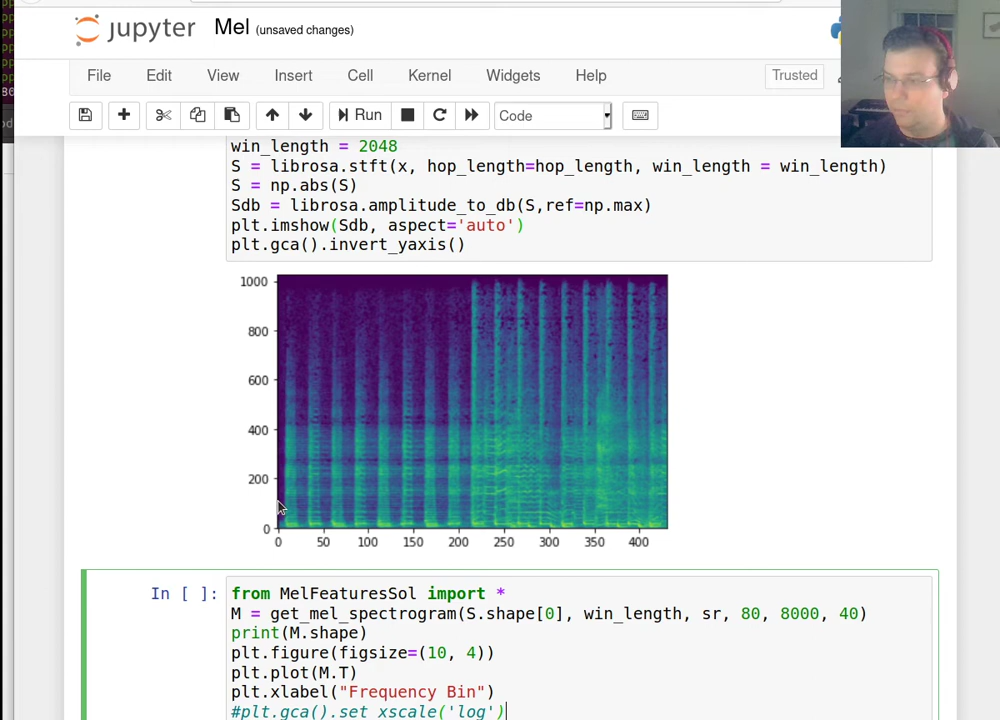 jupyter Mel (unsaved changes)
File Edit View Insert Cell Kernel Widgets Help Trusted
Run Code
win_length = 2048
S = librosa.stft(x, hop_length=hop_length, win_length = win_length)
S = np.abs(S)
Sdb = librosa.amplitude_to_db(S,ref=np.max)
plt.imshow(Sdb, aspect='auto')
plt.gca().invert_yaxis()
1000
800
600
400
200
0
0 50 100 150 200 250 300 350 400
In [ ]: from MelFeaturesSol import *
M = get_mel_spectrogram(S.shape[0], win_length, sr, 80, 8000, 40)
print(M.shape)
plt.figure(figsize=(10, 4))
plt.plot(M.T)
plt.xlabel("Frequency Bin")
#plt.gca().set_xscale('log')